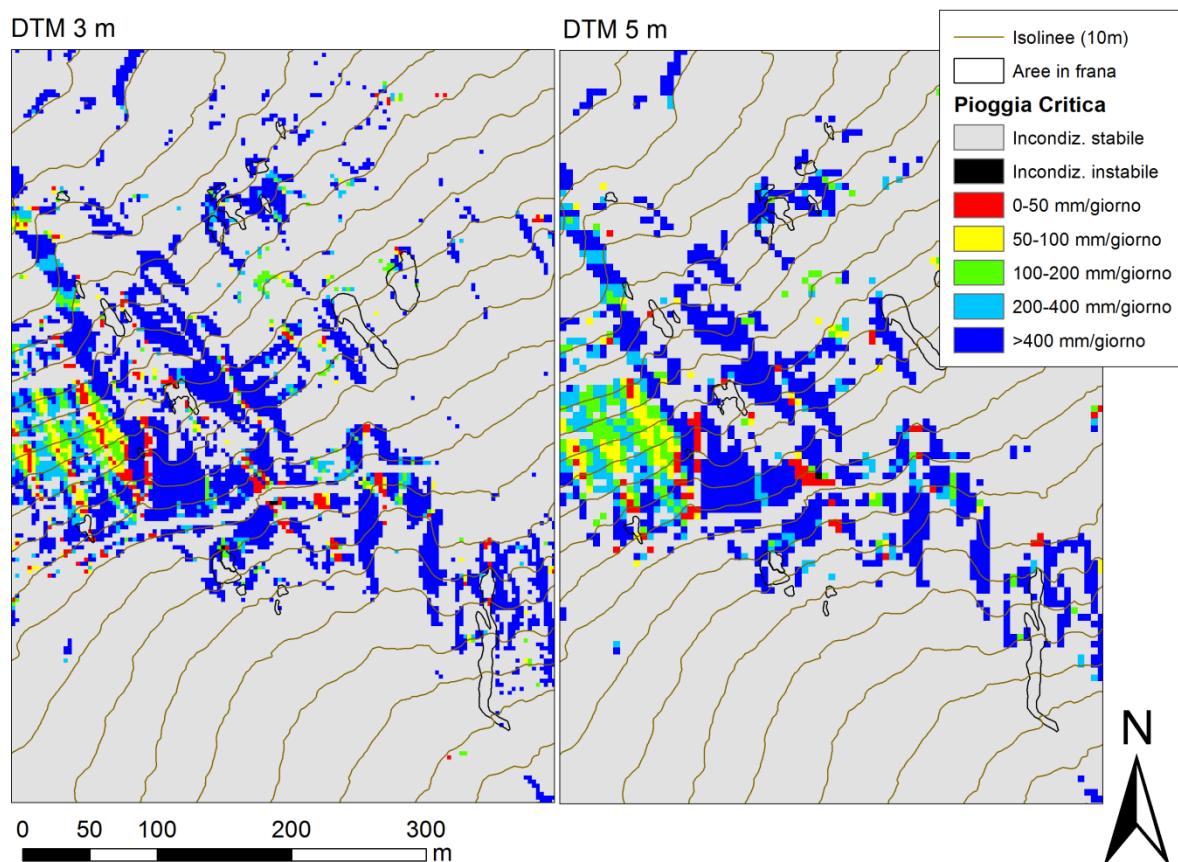 DTM 3 m
DTM 5 m
Isolinee (10m)
Aree in frana
Pioggia Critica
Incondiz. stabile
Incondiz. instabile
0-50 mm/giorno
50-100 mm/giorno
100-200 mm/giorno
200-400 mm/giorno
>400 mm/giorno
N
0 50 100 200 300
m